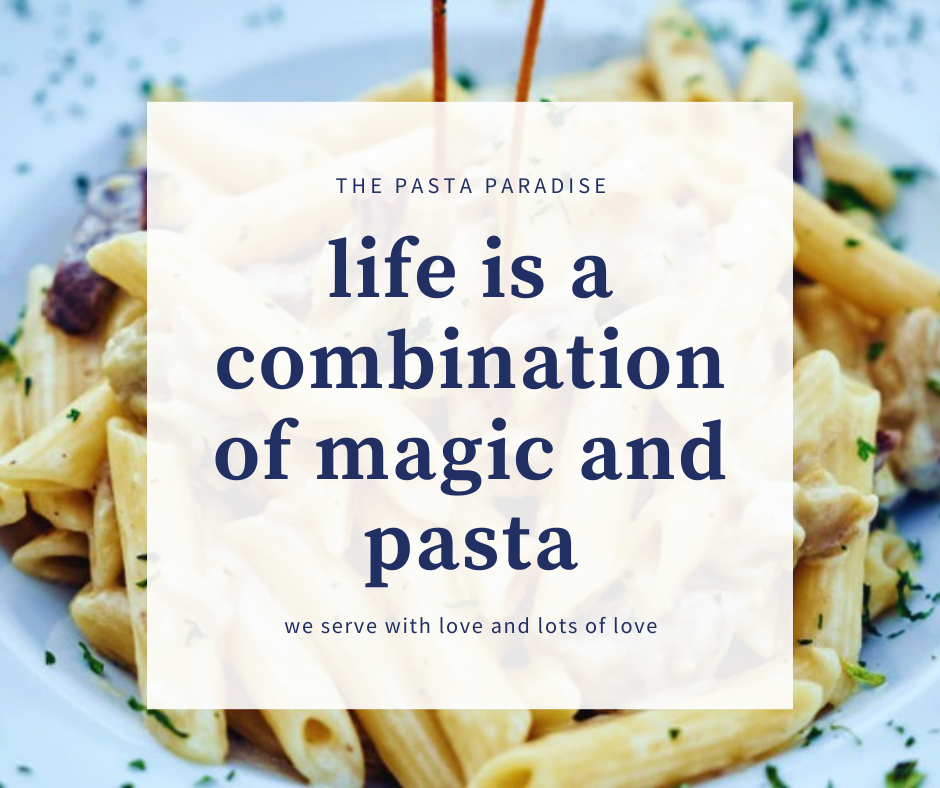 THE PASTA PARADISE
life is a
combination
of magic and
pasta
we serve with love and lots of love